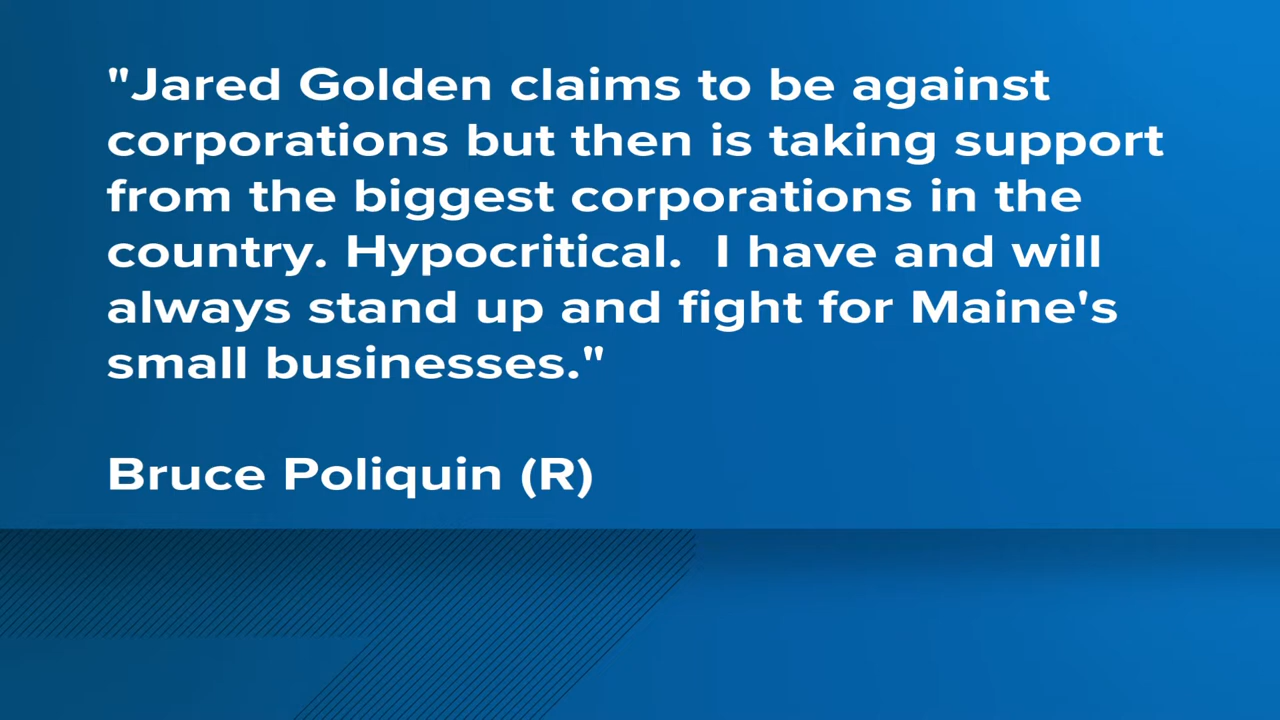 "Jared Golden claims to be against
corporations but then is taking support
from the biggest corporations in the
country. Hypocritical.  I have and will
always stand up and fight for Maine's
small businesses."
Bruce Poliquin (R)